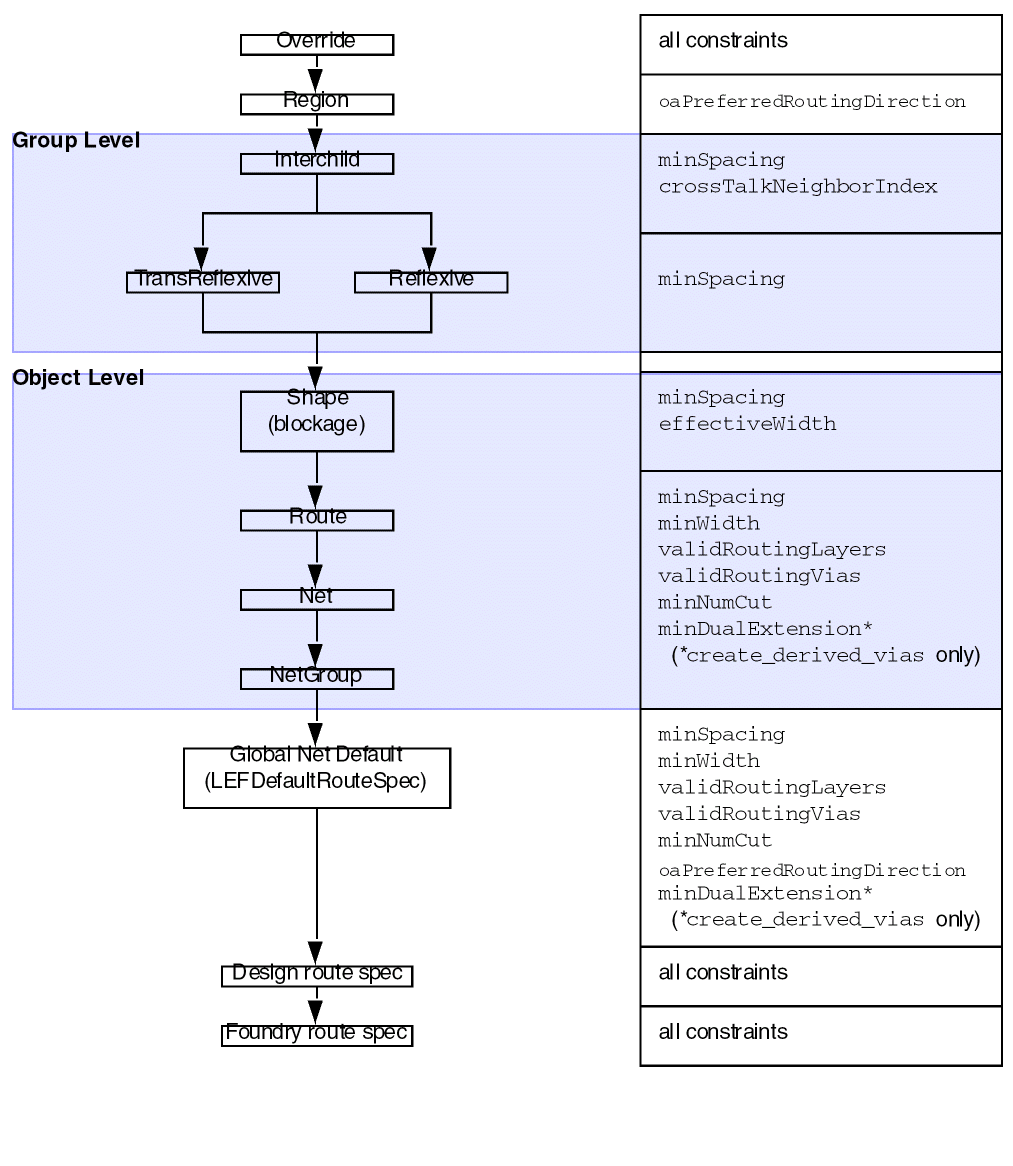 Override
all constraints
Region
oaPreferredRoutingDirection
Group Level
Interchild
minSpacing
crossTalkNeighborIndex
TransReflexive
Reflexive
minSpacing
Object Level
Shape
(blockage)
minSpacing
effectiveWidth
Route
Net
NetGroup
minSpacing
minWidth
validRoutingLayers
validRoutingVias
minNumCut
minDualExtension*
(*create_derived_vias only)
Global Net Default
(LEFDefaultRouteSpec)
minSpacing
minWidth
validRoutingLayers
validRoutingVias
minNumCut
oaPreferredRoutingDirection
minDualExtension*
(*create_derived_vias only)
Design route spec
all constraints
Foundry route spec
all constraints